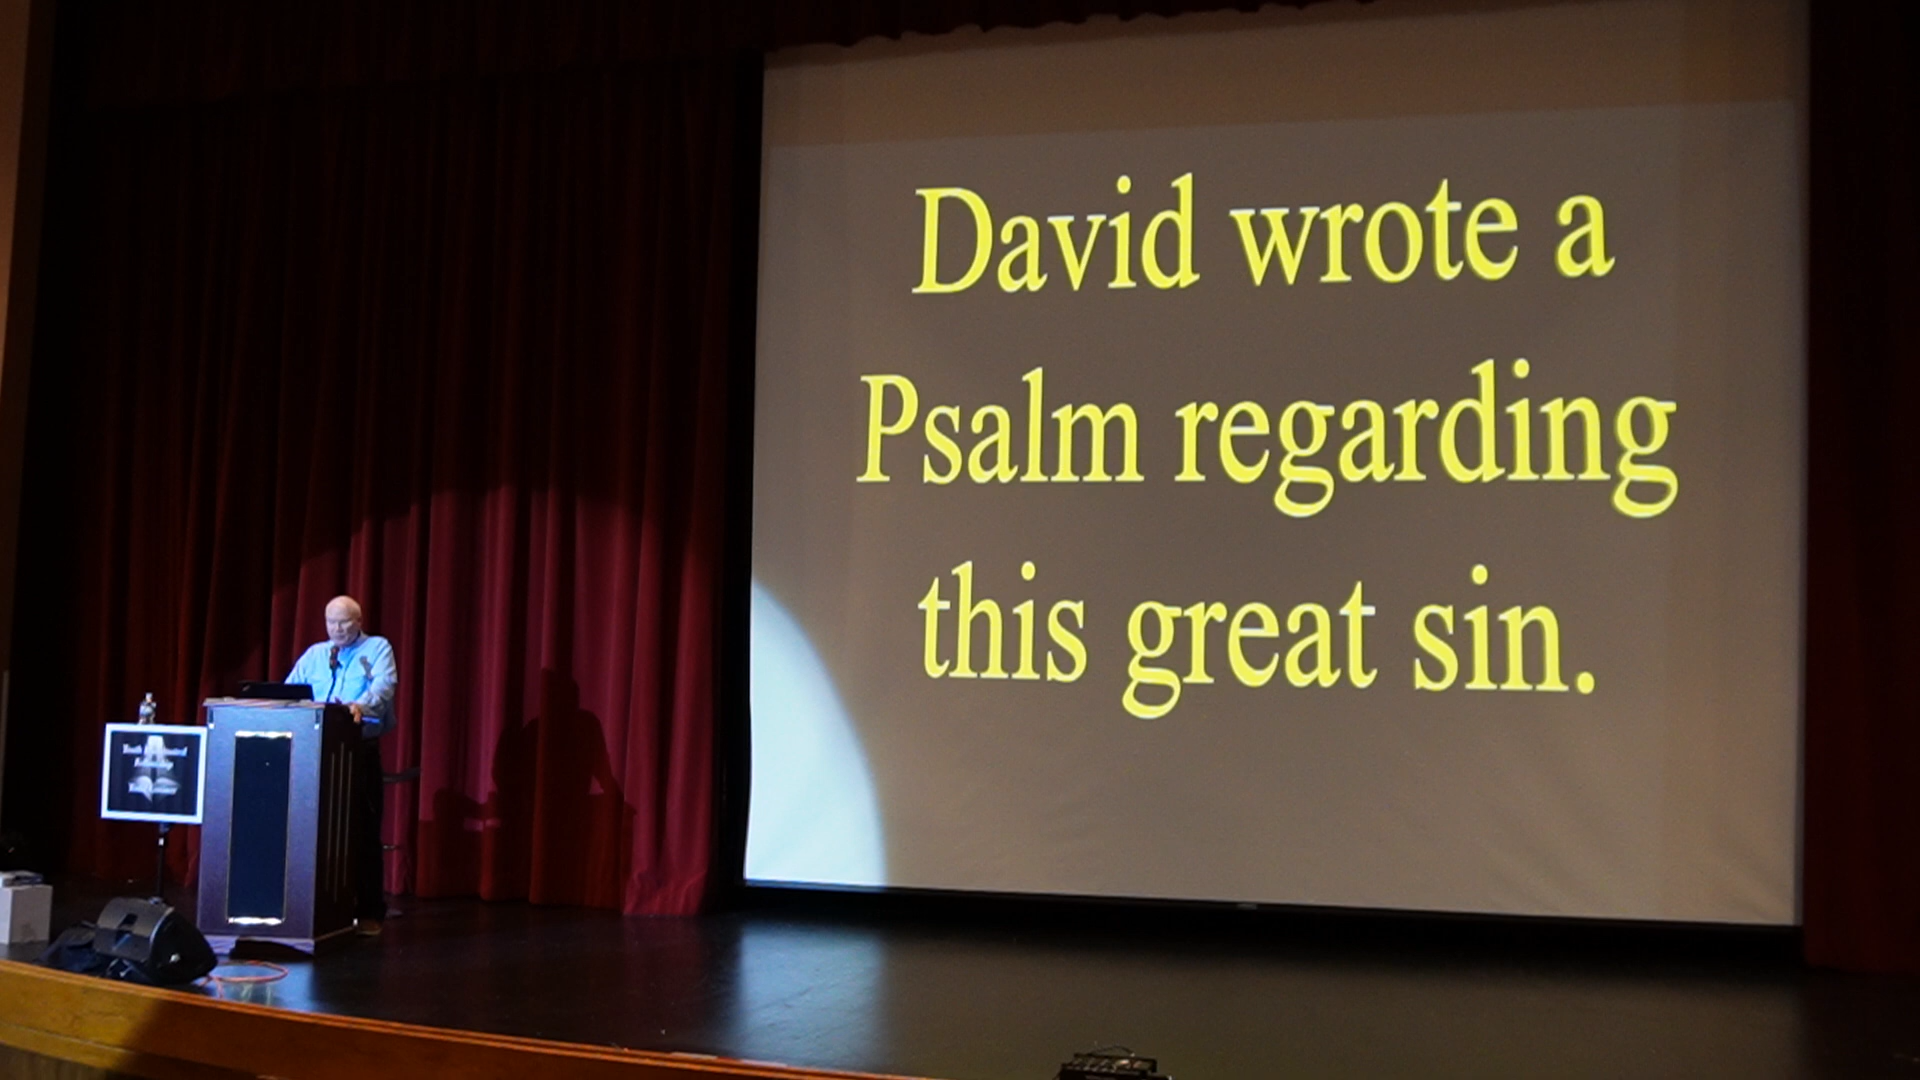 David wrote a
Psalm regarding
this great sin.